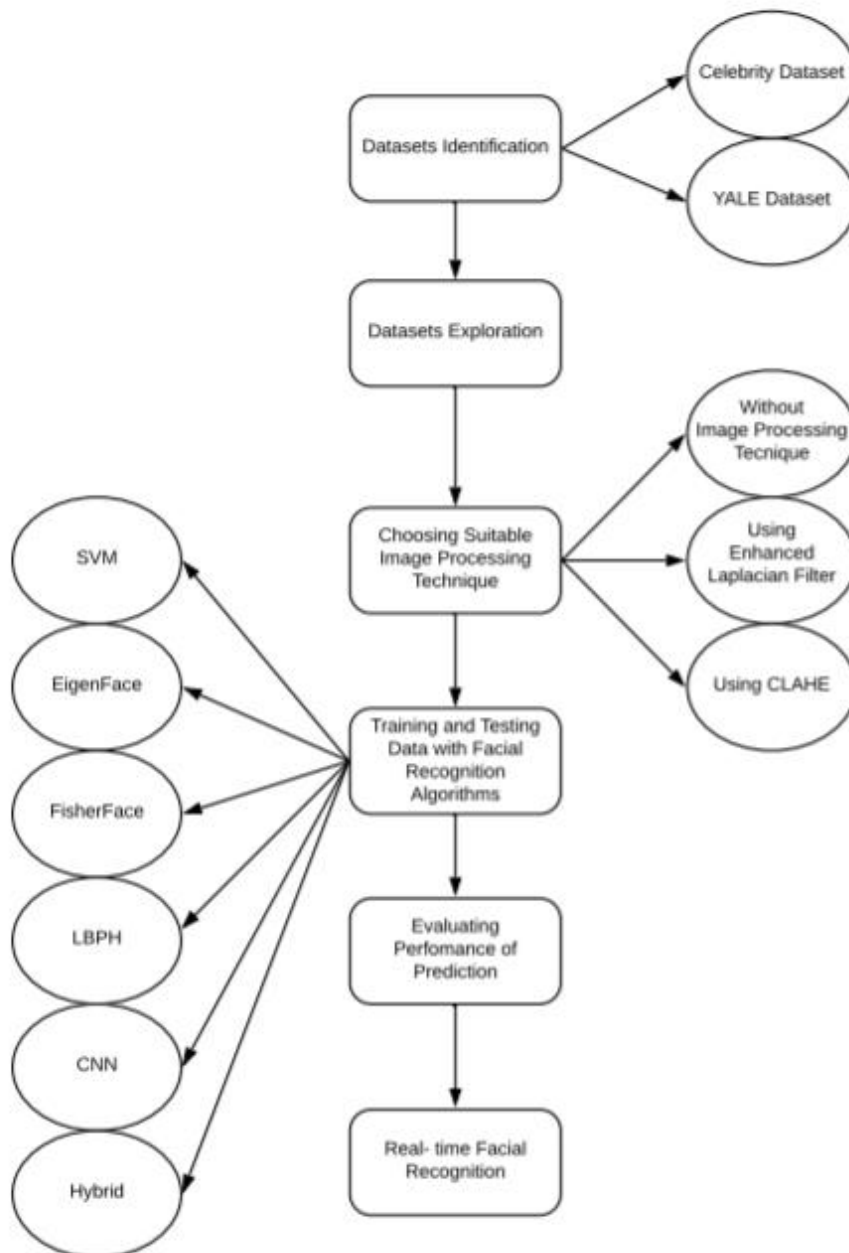 Celebrity Dataset
Datasets Identification
YALE Dataset
Datasets Exploration
Without
Image Processing
Tecnique
Choosing Suitable
Image Processing
Technique
Using
Enhanced
Laplacian Filter
Using CLAHE
SVM
EigenFace
FisherFace
LBPH
CNN
Hybrid
Training and Testing
Data with Facial
Recognition
Algorithms
Evaluating
Perfomance of
Prediction
Real- time Facial
Recognition